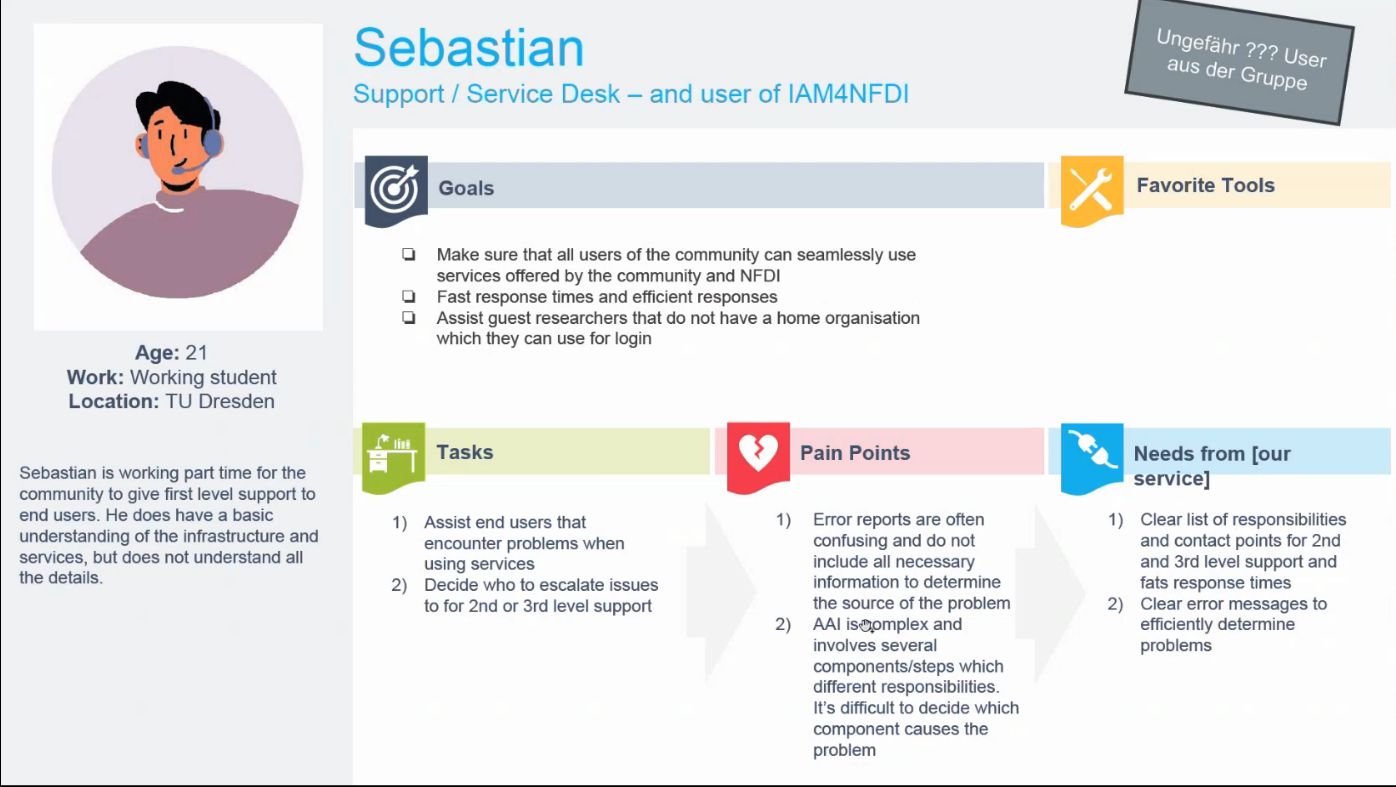 Sebastian
Support / Service Desk – and user of IAM4NFDI
Ungefähr ??? User
aus der Gruppe
Age: 21
Work: Working student
Location: TU Dresden
Sebastian is working part time for the
community to give first level support to
end users. He does have a basic
understanding of the infrastructure and
services, but does not understand all
the details.
Goals
❏ Make sure that all users of the community can seamlessly use
services offered by the community and NFDI
❏ Fast response times and efficient responses
❏ Assist guest researchers that do not have a home organisation
which they can use for login
Favorite Tools
Tasks
1) Assist end users that
encounter problems when
using services
2) Decide who to escalate issues
to for 2nd or 3rd level support
Pain Points
1) Error reports are often
confusing and do not
include all necessary
information to determine
the source of the problem
2) AAI is complex and
involves several
components/steps which
different responsibilities.
It's difficult to decide which
component causes the
problem
Needs from [our
service]
1) Clear list of responsibilities
and contact points for 2nd
and 3rd level support and
fats response times
2) Clear error messages to
efficiently determine
problems